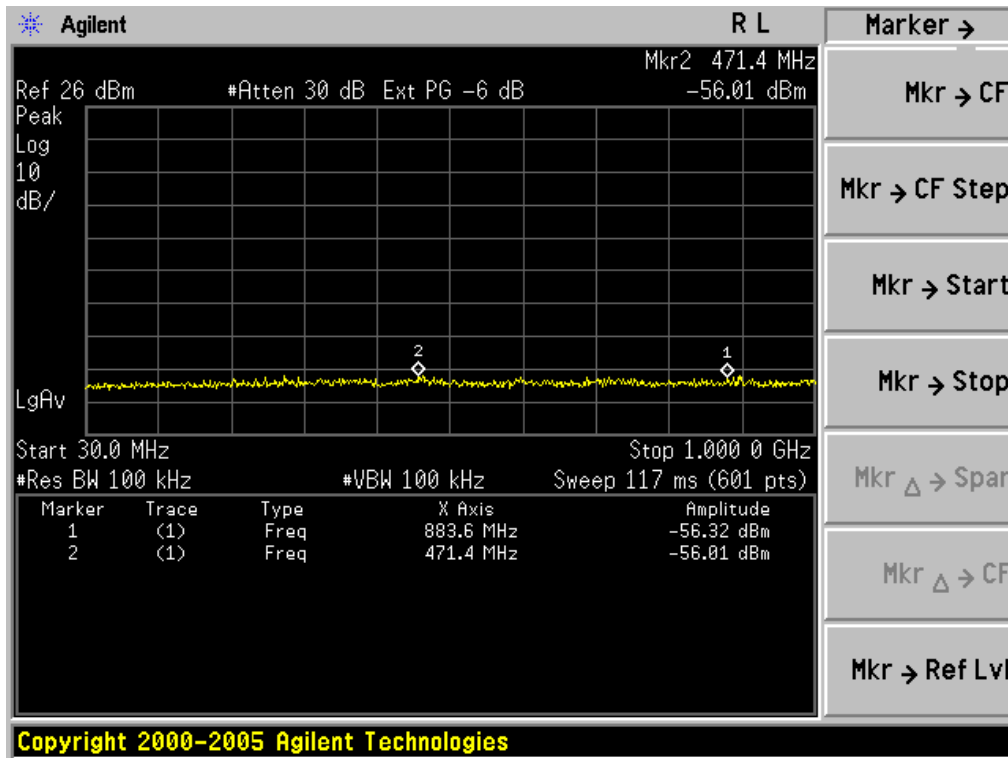 Agilent
R L
Marker →
Mkr2 471.4 MHz
Ref 26 dBm #Atten 30 dB Ext PG -6 dB -56.01 dBm
Peak
Log
10
dB/
2
1
LgAv
Start 30.0 MHz Stop 1.000 0 GHz
#Res BW 100 kHz #VBW 100 kHz Sweep 117 ms (601 pts)
Marker Trace Type X Axis Amplitude
1 (1) Freq 883.6 MHz -56.32 dBm
2 (1) Freq 471.4 MHz -56.01 dBm
Mkr → CF
Mkr → CF Step
Mkr → Start
Mkr → Stop
Mkr Δ → Span
Mkr Δ → CF
Mkr → Ref Lvl
Copyright 2000-2005 Agilent Technologies